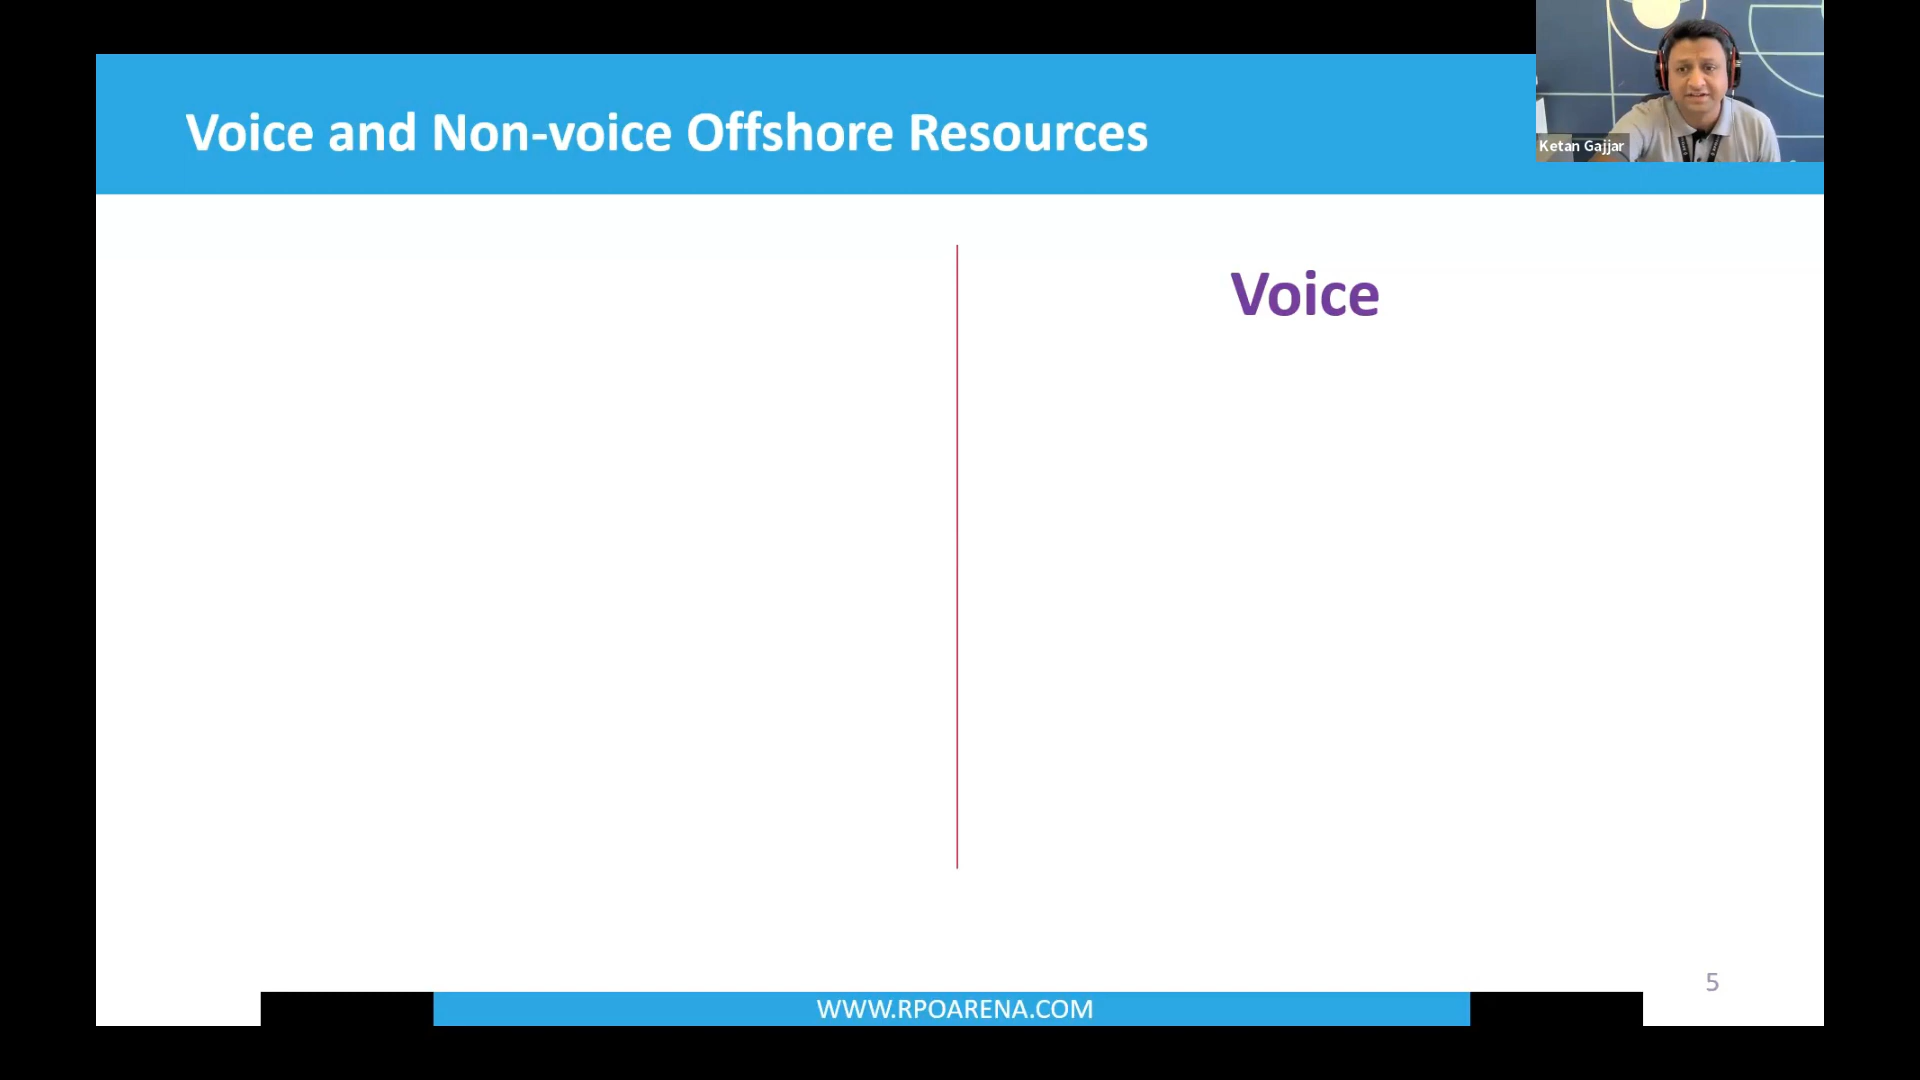 Voice and Non-voice Offshore Resources
Ketan Gajjar
Voice
5
WWW.RPOARENA.COM